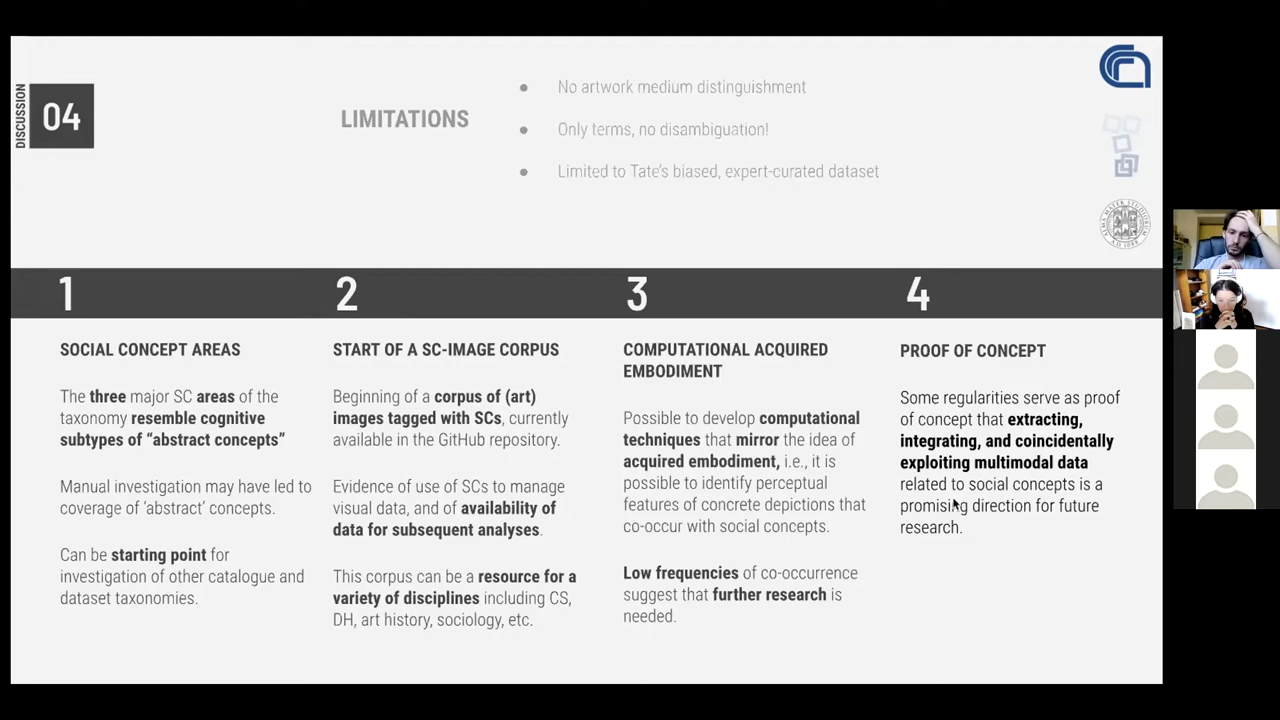 DISCUSSION
04
LIMITATIONS
● No artwork medium distinguishment
● Only terms, no disambiguation!
● Limited to Tate's biased, expert-curated dataset
1
SOCIAL CONCEPT AREAS
The three major SC areas of the
taxonomy resemble cognitive
subtypes of “abstract concepts”
Manual investigation may have led to
coverage of ‘abstract’ concepts.
Can be starting point for
investigation of other catalogue and
dataset taxonomies.
2
START OF A SC-IMAGE CORPUS
Beginning of a corpus of (art)
images tagged with SCs, currently
available in the GitHub repository.
Evidence of use of SCs to manage
visual data, and of availability of
data for subsequent analyses.
This corpus can be a resource for a
variety of disciplines including CS,
DH, art history, sociology, etc.
3
COMPUTATIONAL ACQUIRED
EMBODIMENT
Possible to develop computational
techniques that mirror the idea of
acquired embodiment, i.e., it is
possible to identify perceptual
features of concrete depictions that
co-occur with social concepts.
Low frequencies of co-occurrence
suggest that further research is
needed.
4
PROOF OF CONCEPT
Some regularities serve as proof
of concept that extracting,
integrating, and coincidentally
exploiting multimodal data
related to social concepts is a
promising direction for future
research.